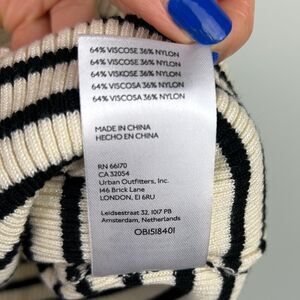 64% VISCOSE 36% NYLON
64% VISCOSE 36% NYLON
64% VISKOSE 36% NYLON
64% VISCOSA 36% NYLON
64% VISCOSA 36% NYLON
MADE IN CHINA
HECHO EN CHINA
RN 66170
CA 32054
Urban Outfitters, Inc.
146 Brick Lane
LONDON, E1 6RU
Leidsestraat 32, 1017 PB
Amsterdam, Netherlands
OB1518401